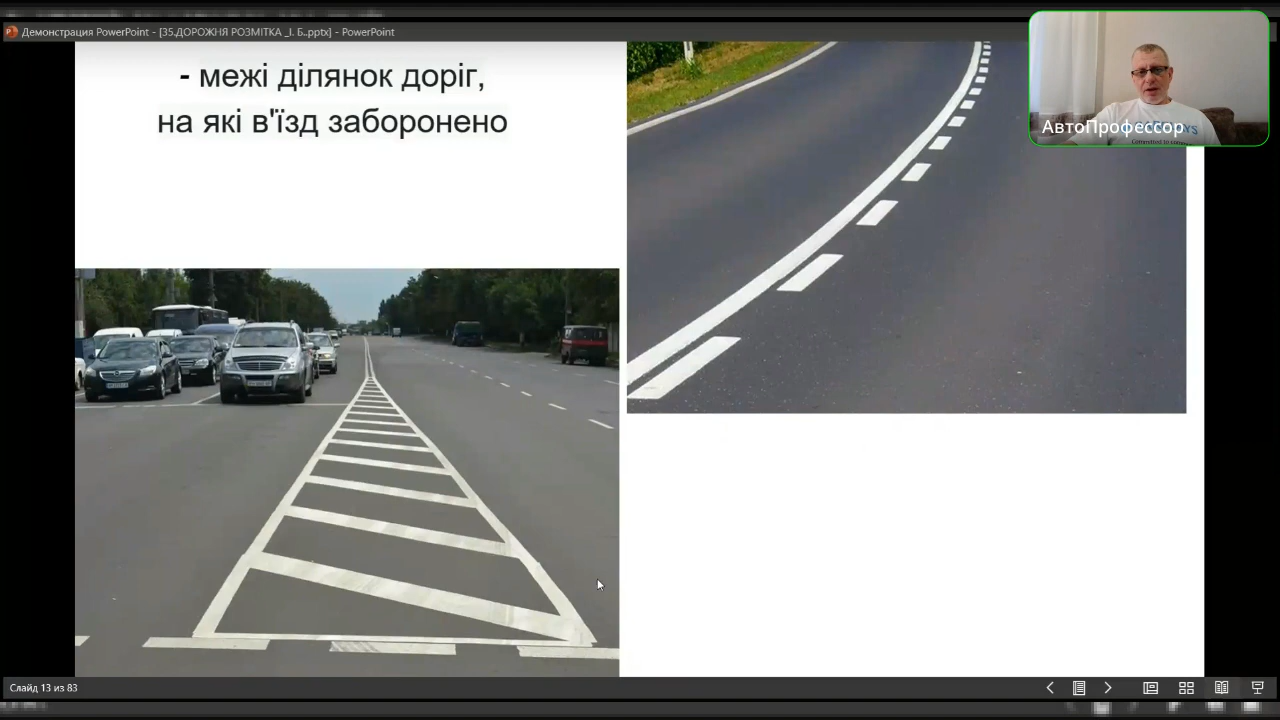 Демонстрация PowerPoint - [35.ДОРОЖНЯ РОЗМІТКА _І. Б..pptx] - PowerPoint
- межі ділянок доріг,
на які в'їзд заборонено
АвтоПрофессор
Слайд 13 из 83